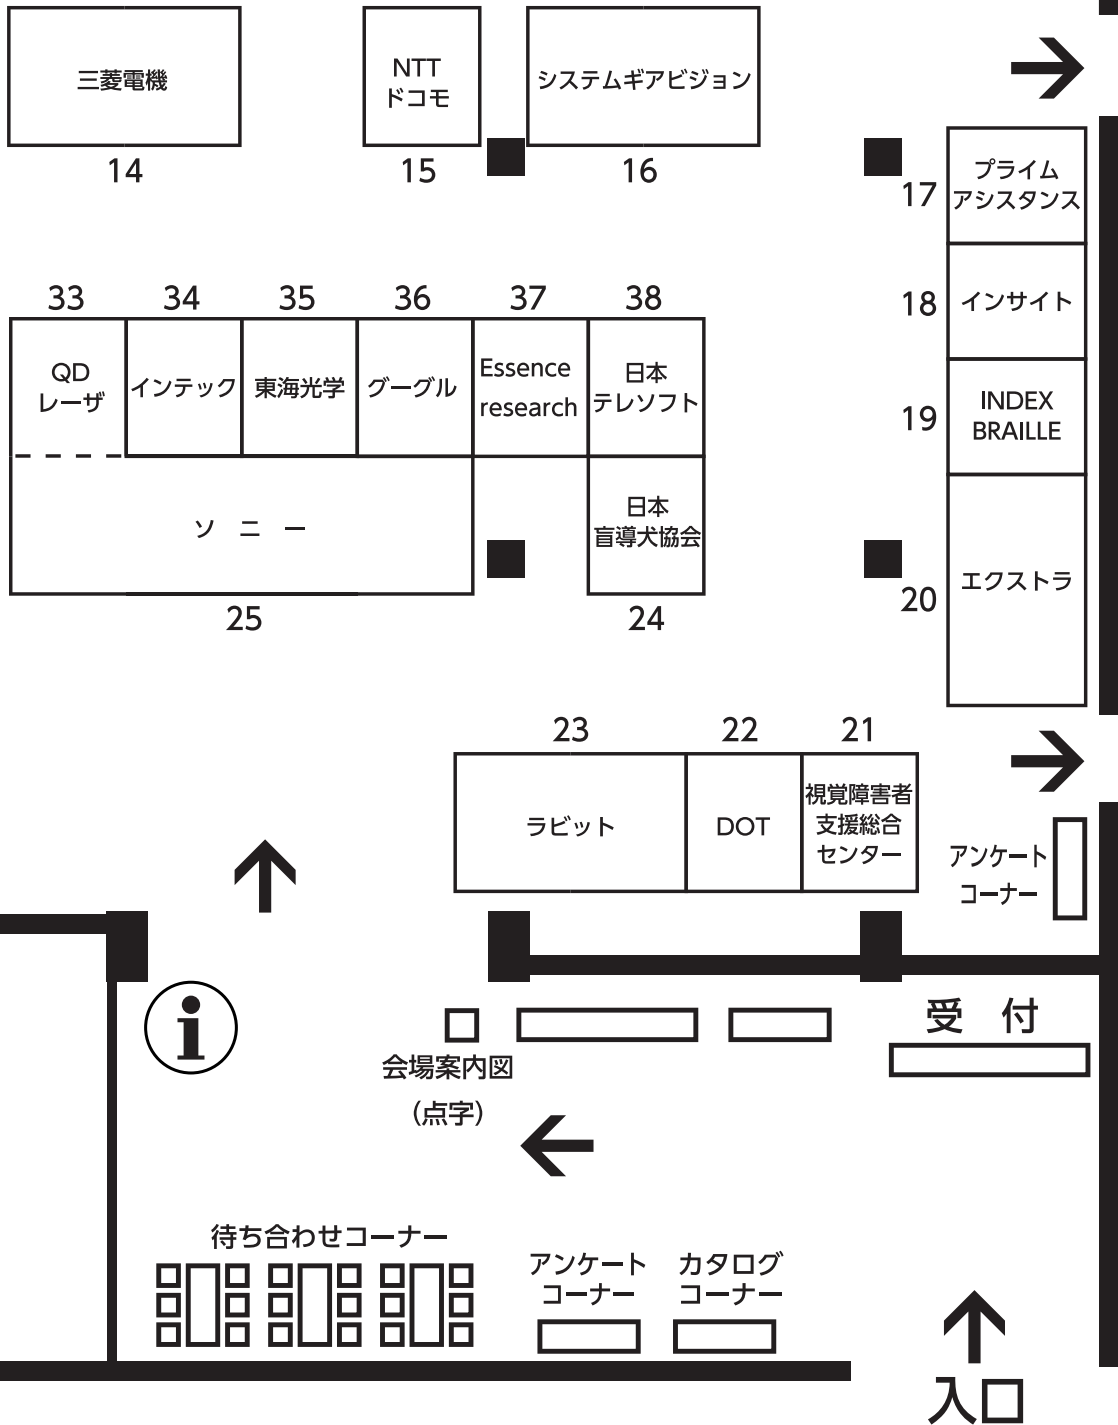 三菱電機
14
NTT
ドコモ
15
システムギアビジョン
16
プライム
アシスタンス
17
インサイト
18
INDEX
BRAILLE
19
エクストラ
20
33
34
35
36
37
38
QD
レーザ
インテック
東海光学
グーグル
Essence
research
日本
テレソフト
ソニー
25
日本
盲導犬協会
24
23
22
21
ラビット
DOT
視覚障害者
支援総合
センター
アンケート
コーナー
i
会場案内図
（点字）
受 付
待ち合わせコーナー
アンケート
コーナー
カタログ
コーナー
入口